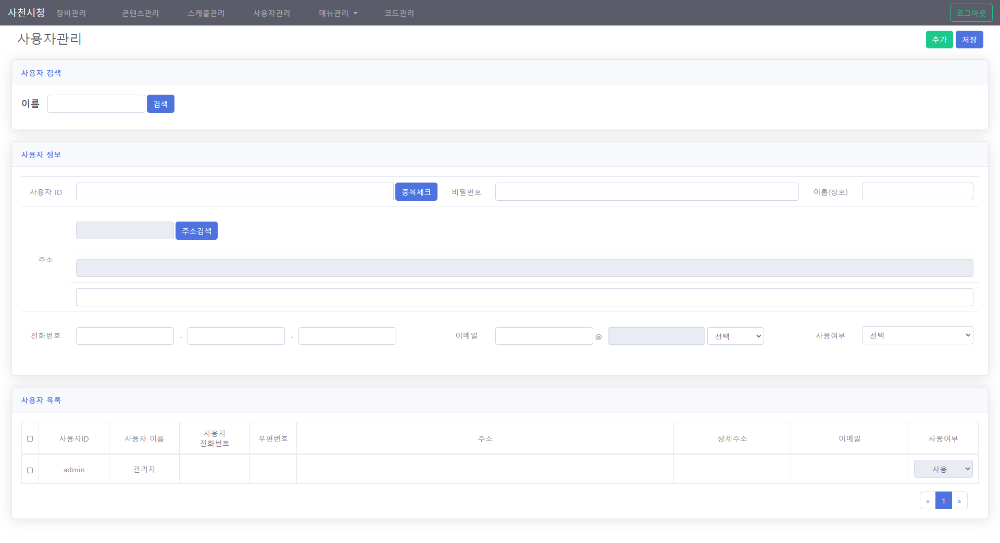 사천시청 장비관리 콘텐츠관리 스케줄관리 사용자관리 메뉴관리 코드관리 로그아웃
사용자관리 추가 저장
사용자 검색
이름 검색
사용자 정보
사용자 ID 중복체크 비밀번호 이름(상호)
주소검색
주소
전화번호 - - 이메일 @ 선택 사용여부 선택
사용자 목록
사용자ID 사용자 이름 사용자 전화번호 우편번호 주소 상세주소 이메일 사용여부
admin 관리자 사용
« 1 »